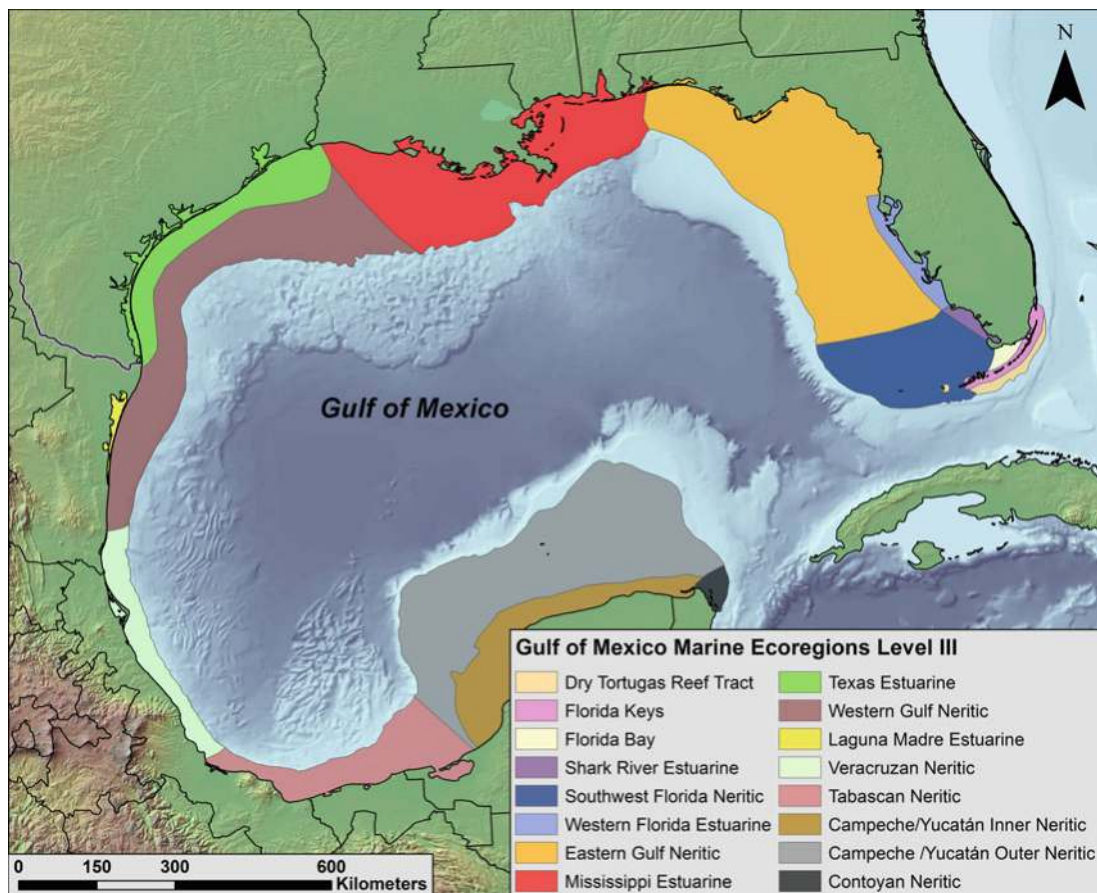 N
Gulf of Mexico
Gulf of Mexico Marine Ecoregions Level III
Dry Tortugas Reef Tract
Florida Keys
Florida Bay
Shark River Estuarine
Southwest Florida Neritic
Western Florida Estuarine
Eastern Gulf Neritic
Mississippi Estuarine
Texas Estuarine
Western Gulf Neritic
Laguna Madre Estuarine
Veracruzan Neritic
Tabascan Neritic
Campeche/Yucatán Inner Neritic
Campeche /Yucatán Outer Neritic
Contoyan Neritic
0 150 300 600
Kilometers